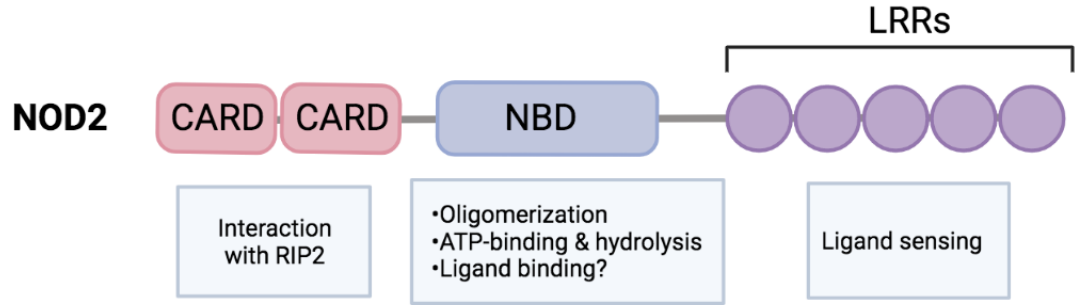 LRRs
NOD2
CARD
CARD
NBD
Interaction
with RIP2
•Oligomerization
•ATP-binding & hydrolysis
•Ligand binding?
Ligand sensing